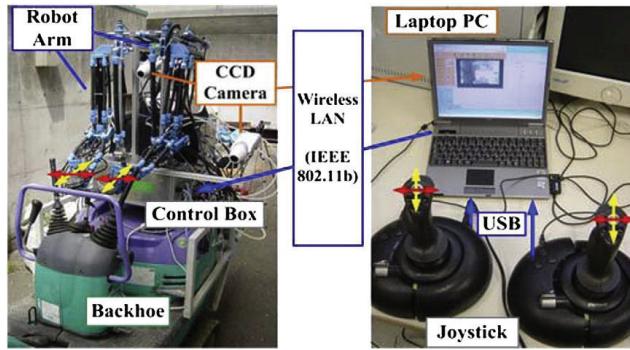 Robot
Arm
CCD
Camera
Control Box
Backhoe
Wireless
LAN
(IEEE
802.11b)
Laptop PC
USB
Joystick